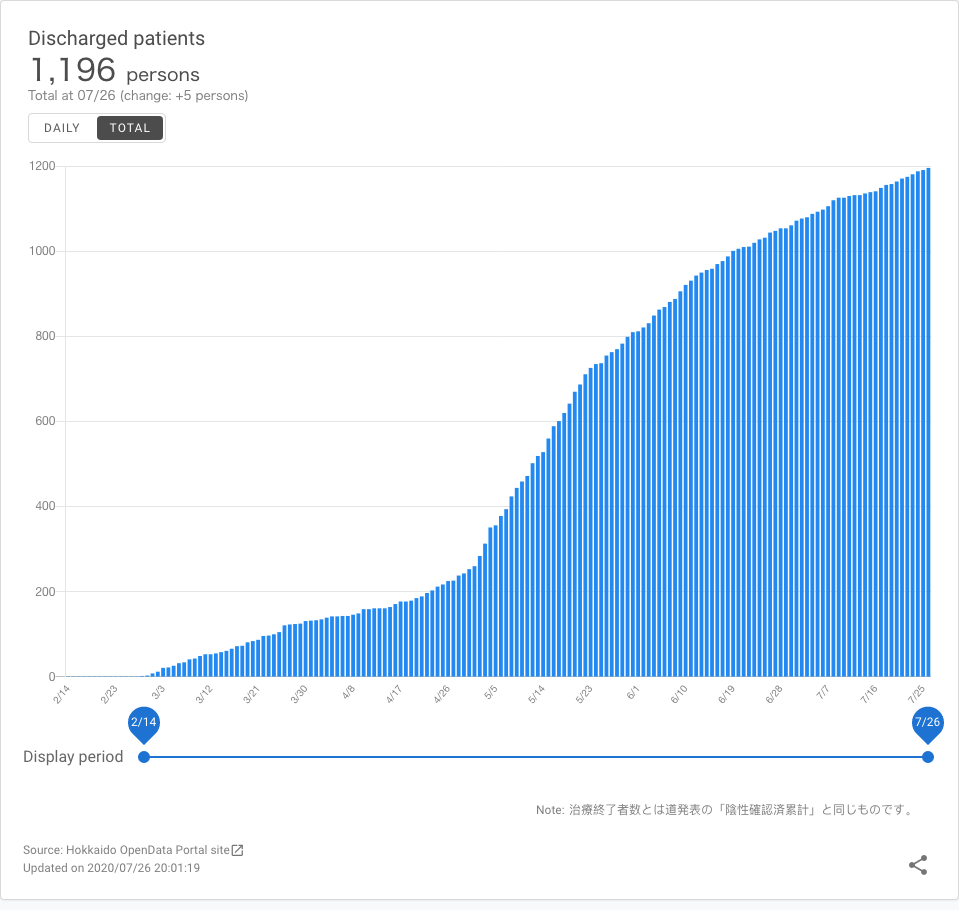 Discharged patients
1,196 persons
Total at 07/26 (change: +5 persons)
DAILY TOTAL
1200
1000
800
600
400
200
0
2/14 2/23 3/3 3/12 3/21 3/30 4/8 4/17 4/26 5/5 5/14 5/23 6/1 6/10 6/19 6/28 7/7 7/16 7/25
2/14 7/26
Display period
Note: 治療終了者数とは道発表の「陰性確認済累計」と同じものです。
Source: Hokkaido OpenData Portal site
Updated on 2020/07/26 20:01:19